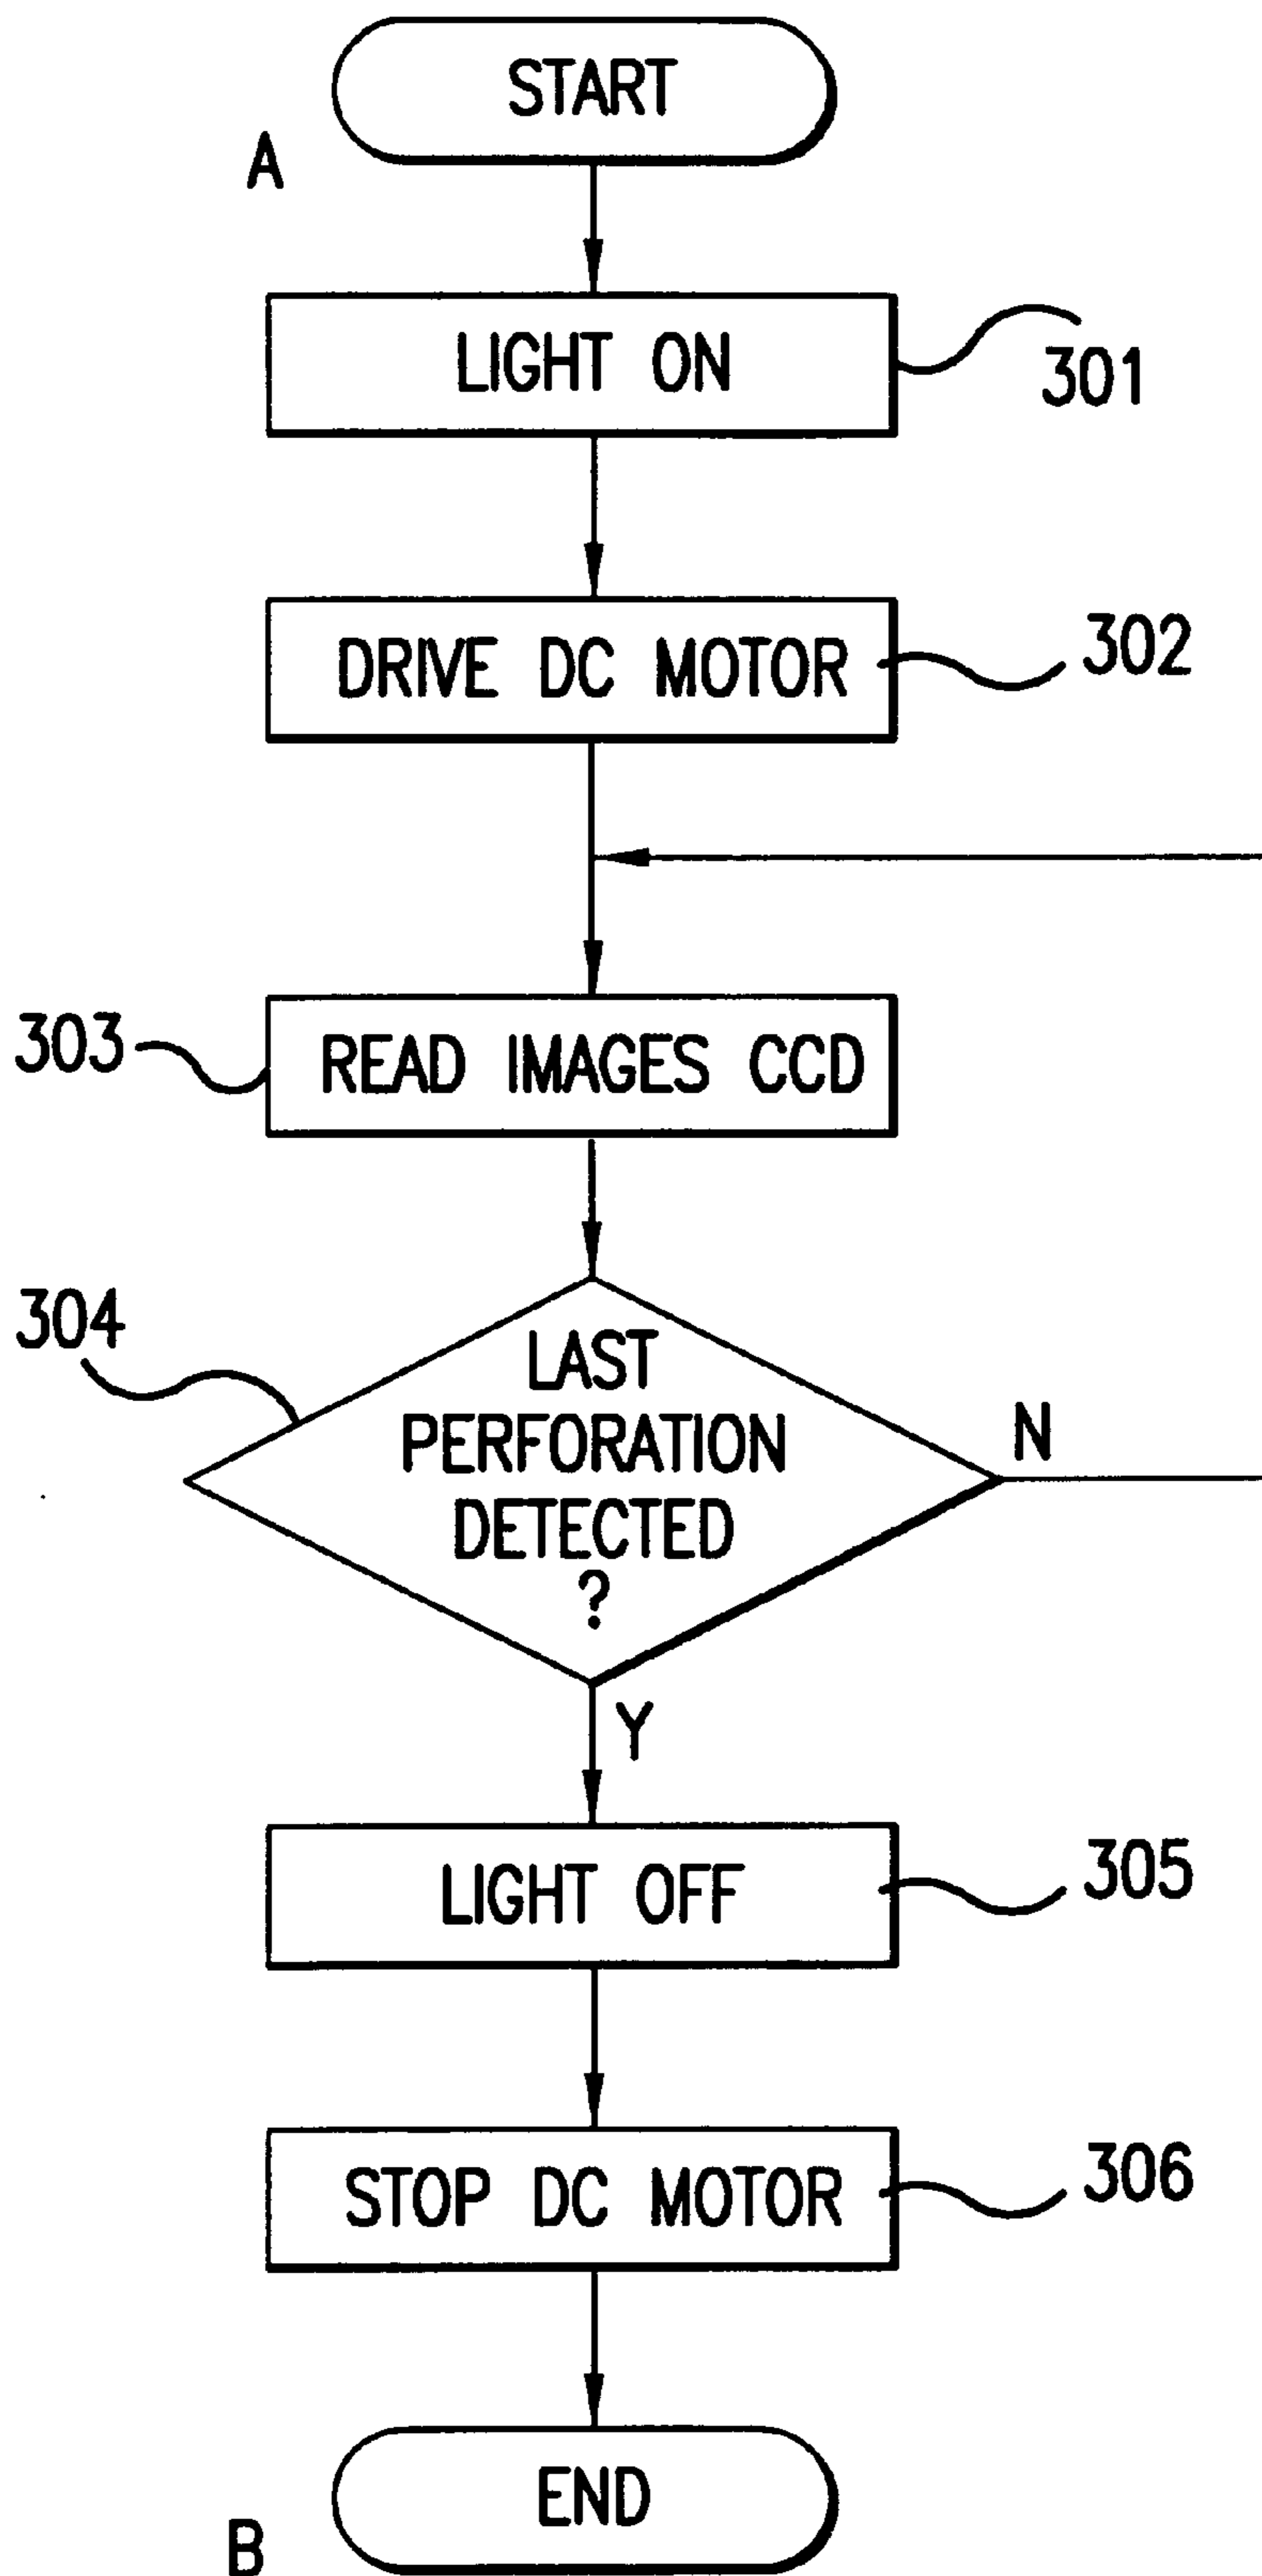 START
A
LIGHT ON
301
DRIVE DC MOTOR
302
303
READ IMAGES CCD
304
LAST
PERFORATION
DETECTED
?
N
Y
LIGHT OFF
305
STOP DC MOTOR
306
END
B